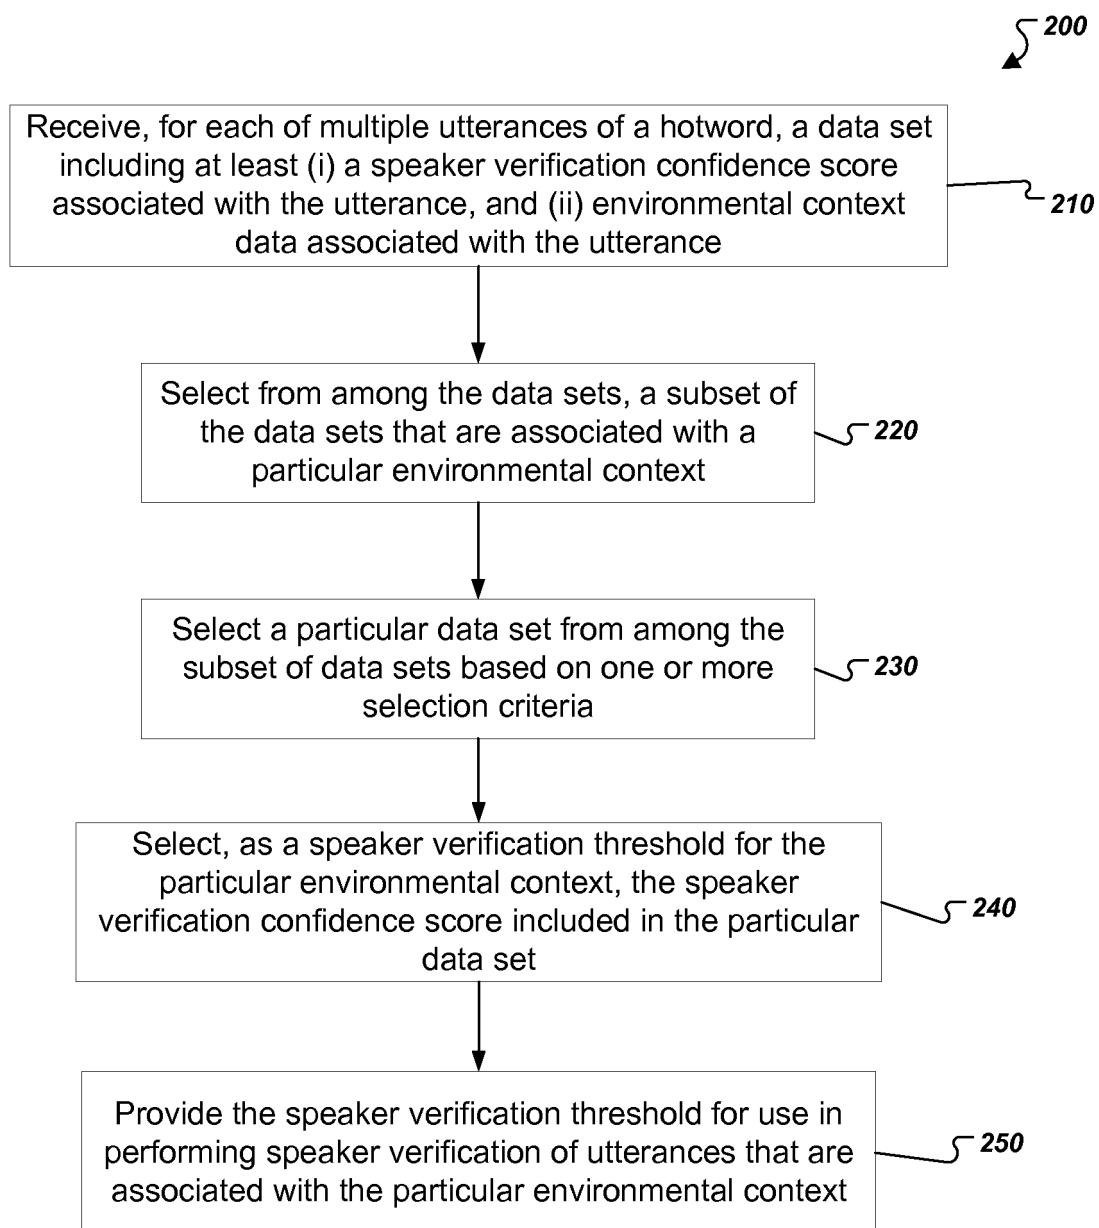 200
Receive, for each of multiple utterances of a hotword, a data set
including at least (i) a speaker verification confidence score
associated with the utterance, and (ii) environmental context
data associated with the utterance
210
Select from among the data sets, a subset of
the data sets that are associated with a
particular environmental context
220
Select a particular data set from among the
subset of data sets based on one or more
selection criteria
230
Select, as a speaker verification threshold for the
particular environmental context, the speaker
verification confidence score included in the particular
data set
240
Provide the speaker verification threshold for use in
performing speaker verification of utterances that are
associated with the particular environmental context
250